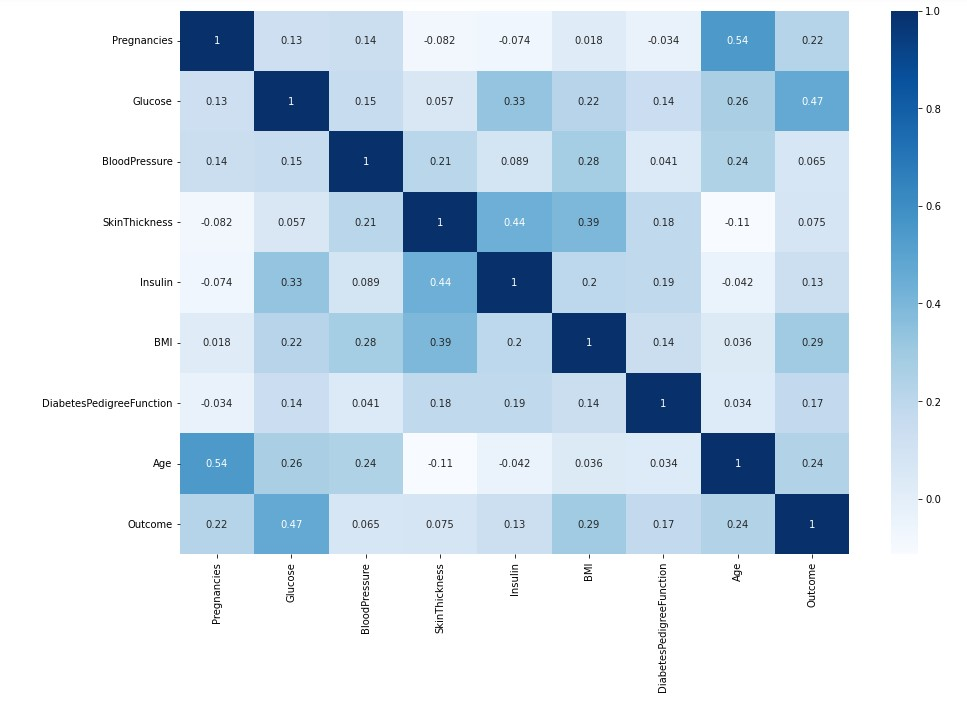 Pregnancies 1 0.13 0.14 -0.082 -0.074 0.018 -0.034 0.54 0.22
Glucose 0.13 1 0.15 0.057 0.33 0.22 0.14 0.26 0.47
BloodPressure 0.14 0.15 1 0.21 0.089 0.28 0.041 0.24 0.065
SkinThickness -0.082 0.057 0.21 1 0.44 0.39 0.18 -0.11 0.075
Insulin -0.074 0.33 0.089 0.44 1 0.2 0.19 -0.042 0.13
BMI 0.018 0.22 0.28 0.39 0.2 1 0.14 0.036 0.29
DiabetesPedigreeFunction -0.034 0.14 0.041 0.18 0.19 0.14 1 0.034 0.17
Age 0.54 0.26 0.24 -0.11 -0.042 0.036 0.034 1 0.24
Outcome 0.22 0.47 0.065 0.075 0.13 0.29 0.17 0.24 1
Pregnancies
Glucose
BloodPressure
SkinThickness
Insulin
BMI
DiabetesPedigreeFunction
Age
Outcome
1.0
0.8
0.6
0.4
0.2
0.0